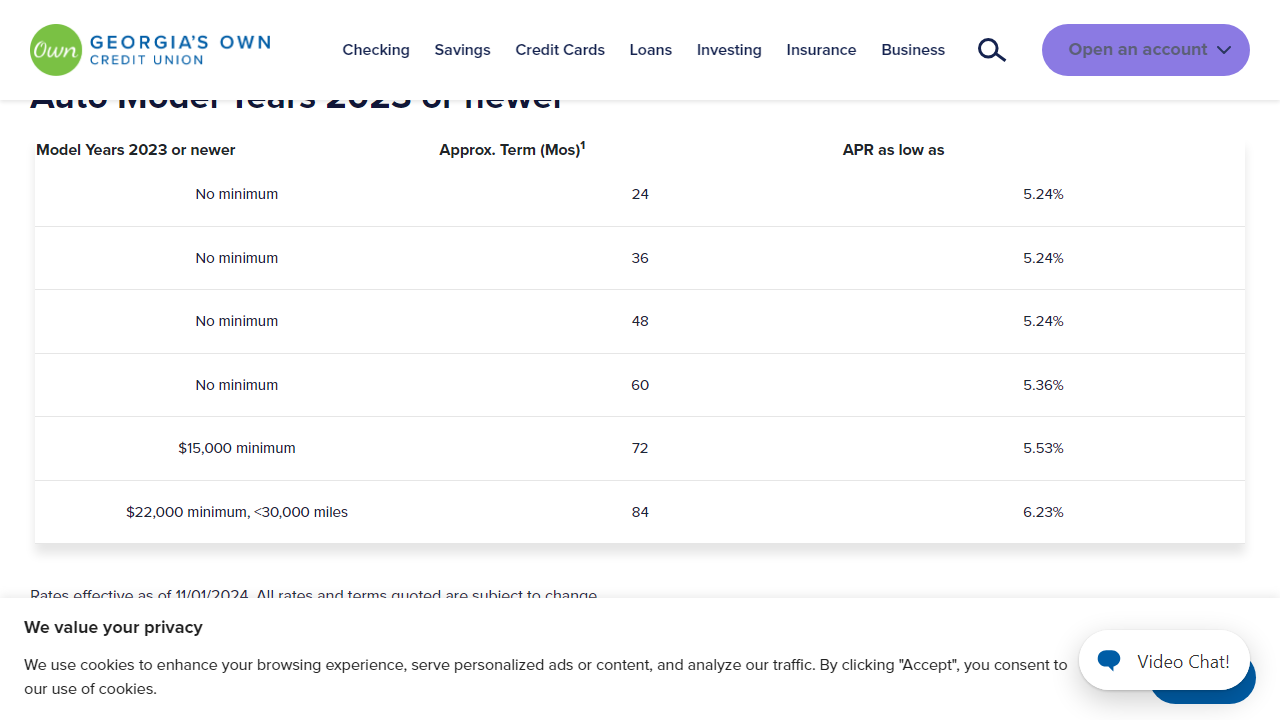 Own GEORGIA'S OWN
CREDIT UNION
Checking Savings Credit Cards Loans Investing Insurance Business Open an account
Auto Model Years 2023 or newer
Model Years 2023 or newer Approx. Term (Mos)1 APR as low as
No minimum 24 5.24%
No minimum 36 5.24%
No minimum 48 5.24%
No minimum 60 5.36%
$15,000 minimum 72 5.53%
$22,000 minimum, <30,000 miles 84 6.23%
Rates effective as of 11/01/2024. All rates and terms quoted are subject to change.
We value your privacy
We use cookies to enhance your browsing experience, serve personalized ads or content, and analyze our traffic. By clicking "Accept", you consent to
our use of cookies.
Video Chat!